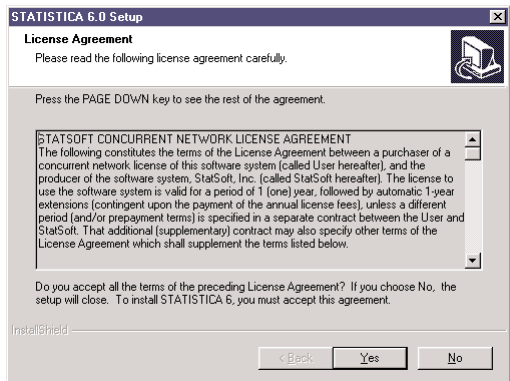 STATISTICA 6.0 Setup
License Agreement
Please read the following license agreement carefully.
Press the PAGE DOWN key to see the rest of the agreement.
STATSOFT CONCURRENT NETWORK LICENSE AGREEMENT
The following constitutes the terms of the License Agreement between a purchaser of a
concurrent network license of this software system (called User hereafter), and the
producer of the software system, StatSoft, Inc. (called StatSoft hereafter). The license to
use the software system is valid for a period of 1 (one) year, followed by automatic 1-year
extensions (contingent upon the payment of the annual license fees), unless a different
period (and/or prepayment terms) is specified in a separate contract between the User and
StatSoft. That additional (supplementary) contract may also specify other terms of the
License Agreement which shall supplement the terms listed below.
Do you accept all the terms of the preceding License Agreement? If you choose No, the
setup will close. To install STATISTICA 6, you must accept this agreement.
InstallShield
< Back Yes No